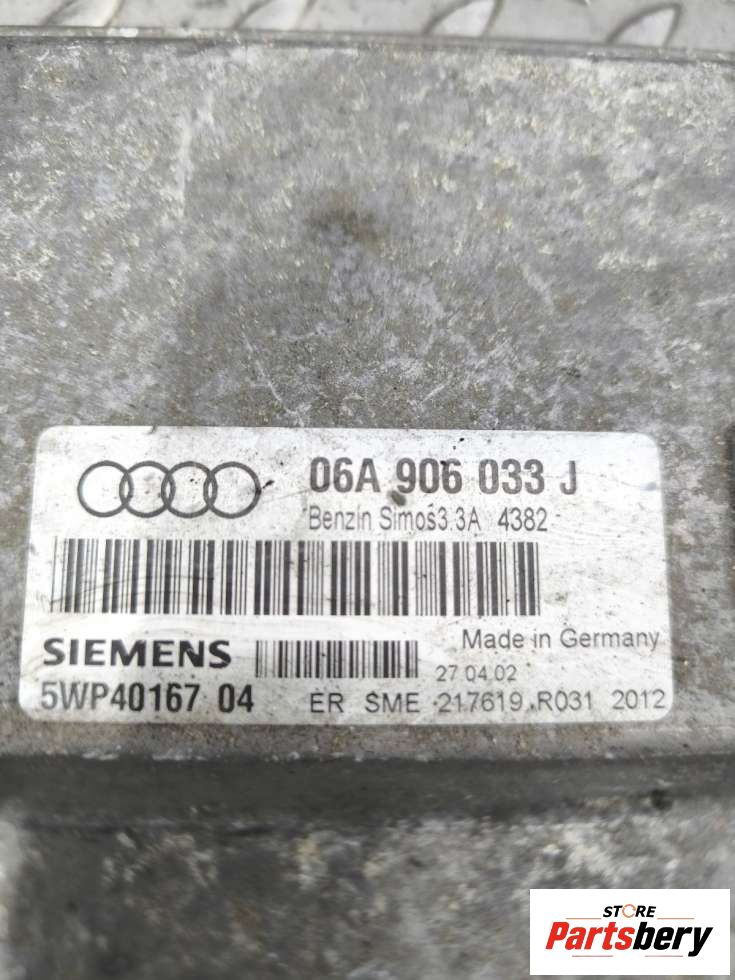 06A 906 033 J
Benzin Simos3.3A 4382
SIEMENS
Made in Germany
27.04.02
5WP40167 04
ER SME 217619 R031 2012
STORE
Partsbery